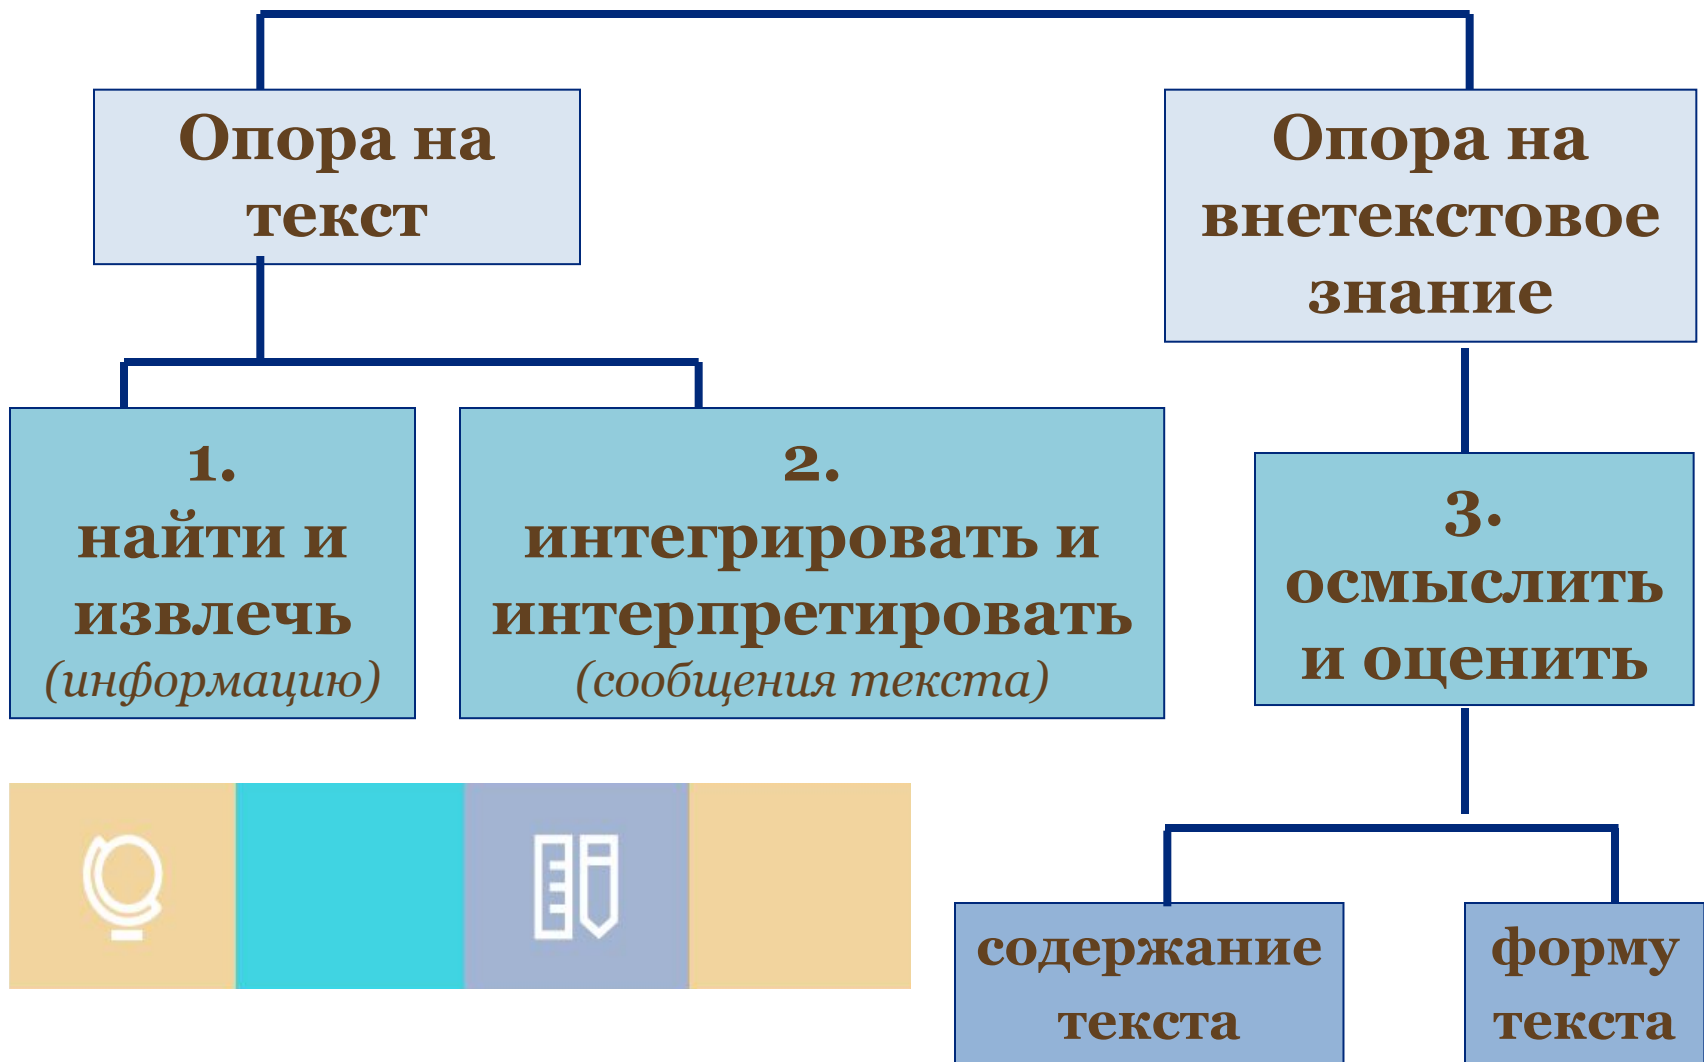 Опора на
текст
Опора на
внетекстовое
знание
1.
найти и
извлечь
(информацию)
2.
интегрировать и
интерпретировать
(сообщения текста)
3.
осмыслить
и оценить
содержание
текста
форму
текста